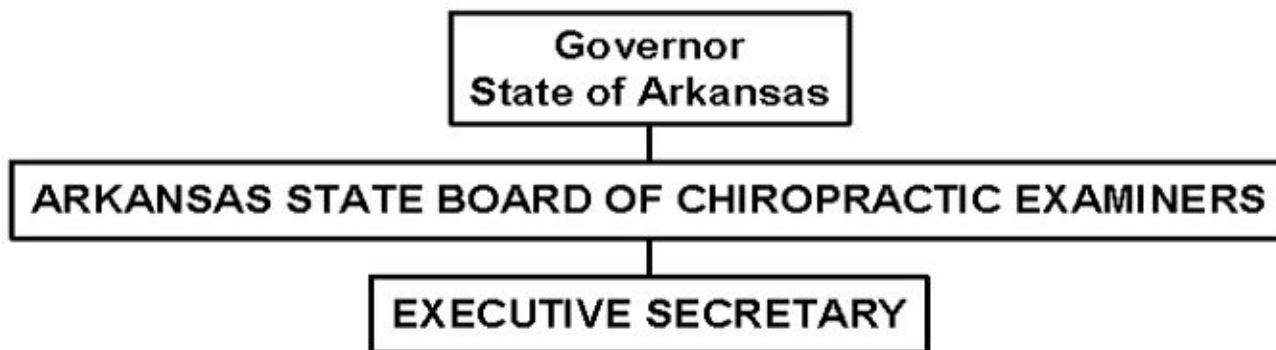 Governor
State of Arkansas
ARKANSAS STATE BOARD OF CHIROPRACTIC EXAMINERS
EXECUTIVE SECRETARY